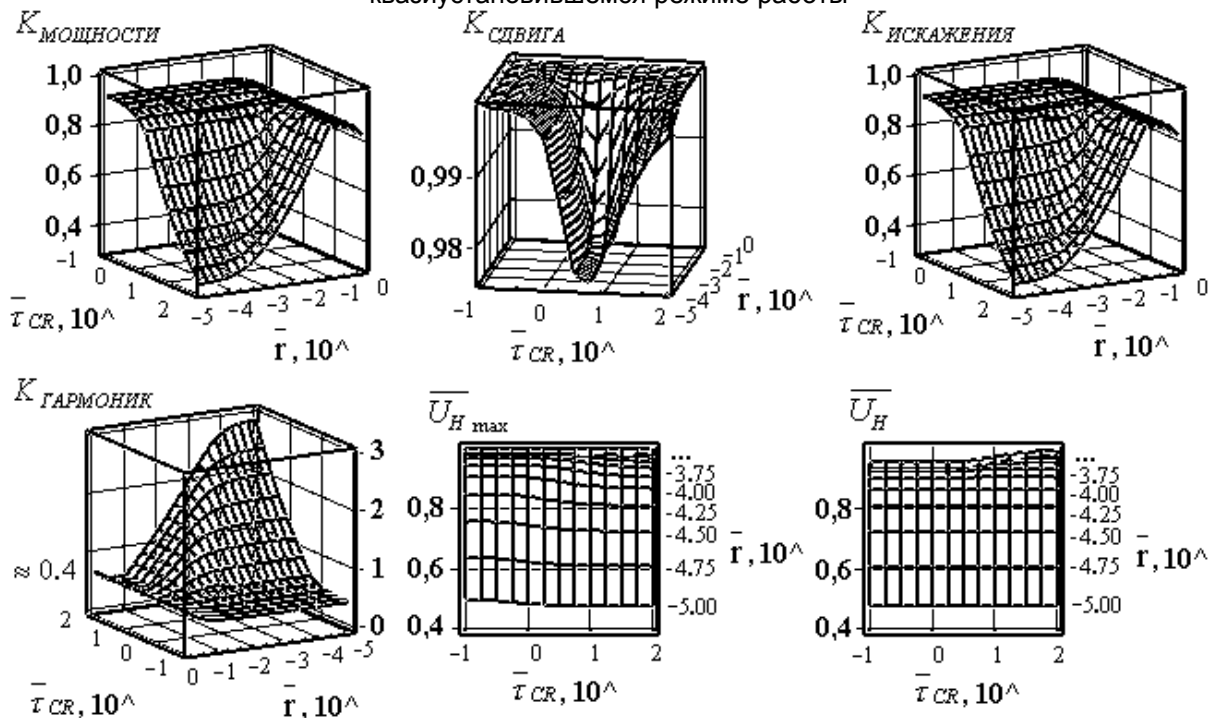 квазиустановившемся режиме работы
K МОЩНОСТИ
1,0
0,8
0,6
0,4
-1 0 1 2
-5 -4 -3 -2 -1 0
τ̅ CR, 10^
r̅, 10^
K СДВИГА
0,99
0,98
-1 0 1 2
-5 -4 -3 -2 -1 0
τ̅ CR, 10^
r̅, 10^
K ИСКАЖЕНИЯ
1,0
0,8
0,6
0,4
-1 0 1 2
-5 -4 -3 -2 -1 0
τ̅ CR, 10^
r̅, 10^
K ГАРМОНИК
3
2
1
0
≈ 0.4
2 1 0 -1
0 -1 -2 -3 -4 -5
τ̅ CR, 10^
r̅, 10^
U̅H max
0,8
0,6
0,4
...
-3.75
-4.00
-4.25
-4.50
-4.75
-5.00
r̅, 10^
-1 0 1 2
τ̅ CR, 10^
U̅H
0,8
0,6
0,4
...
-3.75
-4.00
-4.25
-4.50
-4.75
-5.00
r̅, 10^
-1 0 1 2
τ̅ CR, 10^